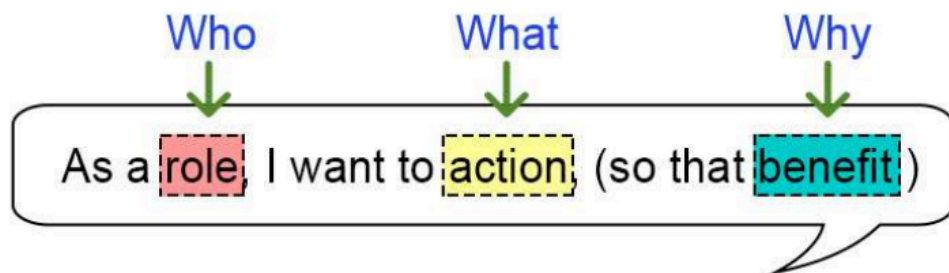 Who What Why
As a role, I want to action, (so that benefit)